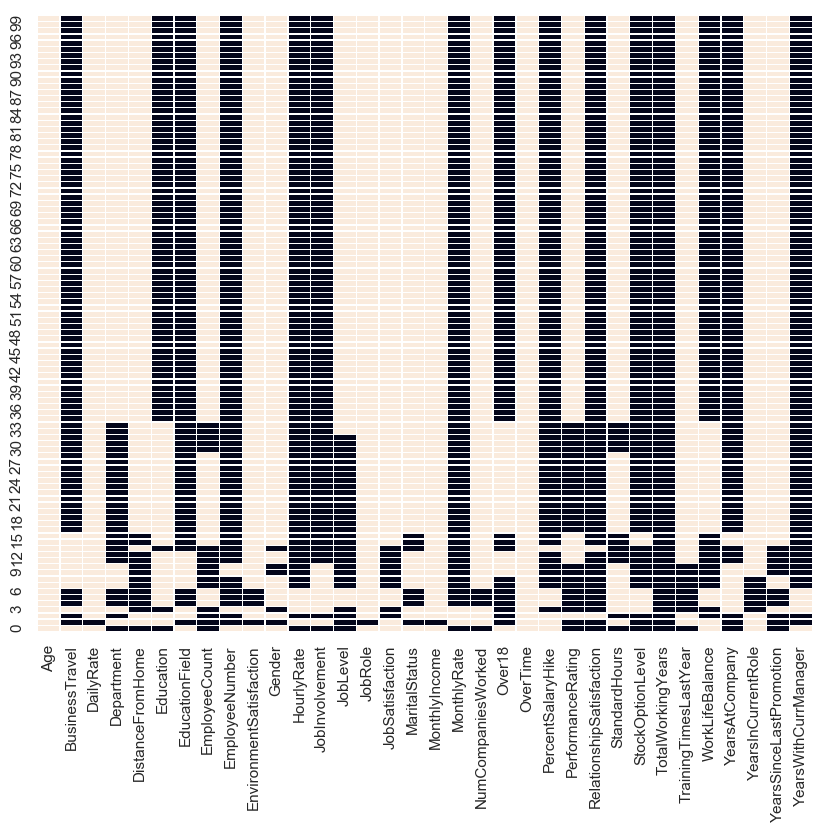 99
96
93
90
87
84
81
78
75
72
69
66
63
60
57
54
51
48
45
42
39
36
33
30
27
24
21
18
15
12
9
6
3
0
Age
BusinessTravel
DailyRate
Department
DistanceFromHome
Education
EducationField
EmployeeCount
EmployeeNumber
EnvironmentSatisfaction
Gender
HourlyRate
JobInvolvement
JobLevel
JobRole
JobSatisfaction
MaritalStatus
MonthlyIncome
MonthlyRate
NumCompaniesWorked
Over18
OverTime
PercentSalaryHike
PerformanceRating
RelationshipSatisfaction
StandardHours
StockOptionLevel
TotalWorkingYears
TrainingTimesLastYear
WorkLifeBalance
YearsAtCompany
YearsInCurrentRole
YearsSinceLastPromotion
YearsWithCurrManager